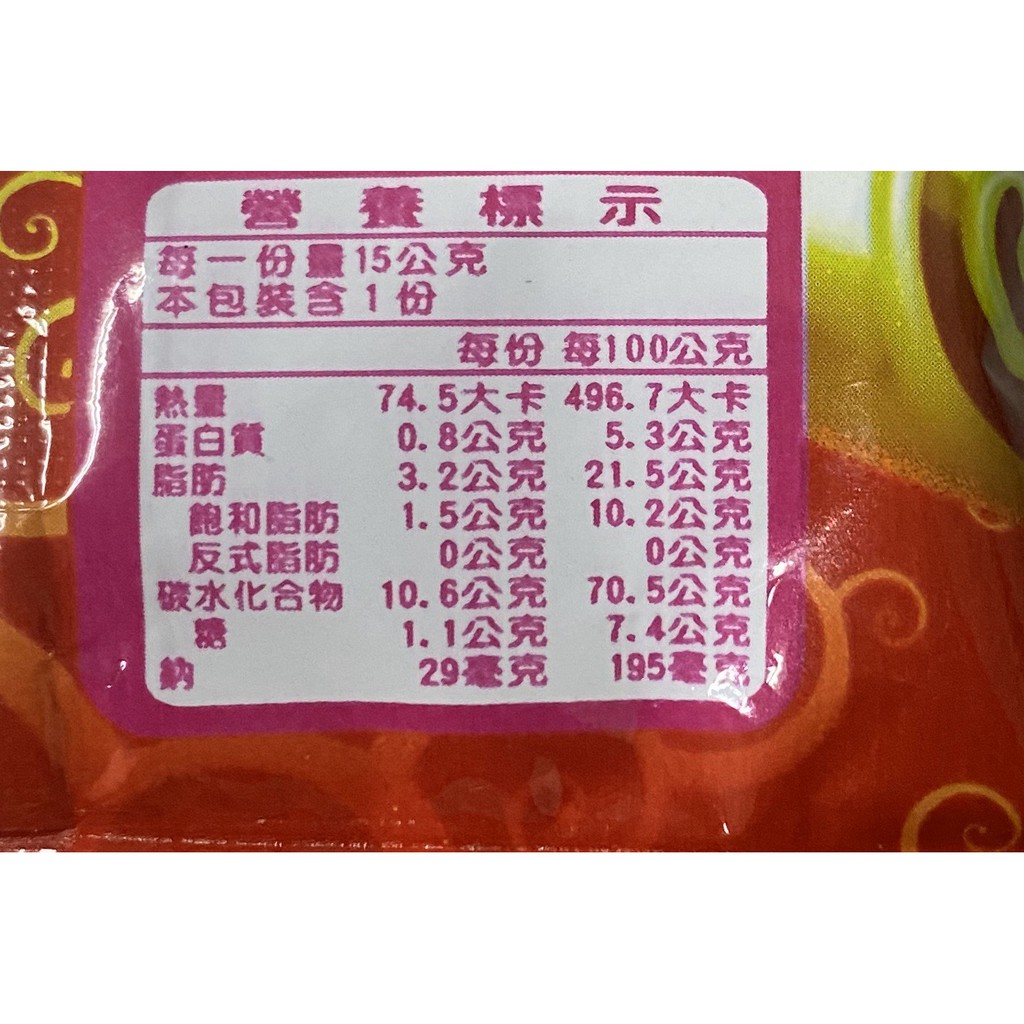 營養標示
每一份量15公克
本包裝含1份
每份 每100公克
熱量 74.5大卡 496.7大卡
蛋白質 0.8公克 5.3公克
脂肪 3.2公克 21.5公克
飽和脂肪 1.5公克 10.2公克
反式脂肪 0公克 0公克
碳水化合物 10.6公克 70.5公克
糖 1.1公克 7.4公克
鈉 29毫克 195毫克